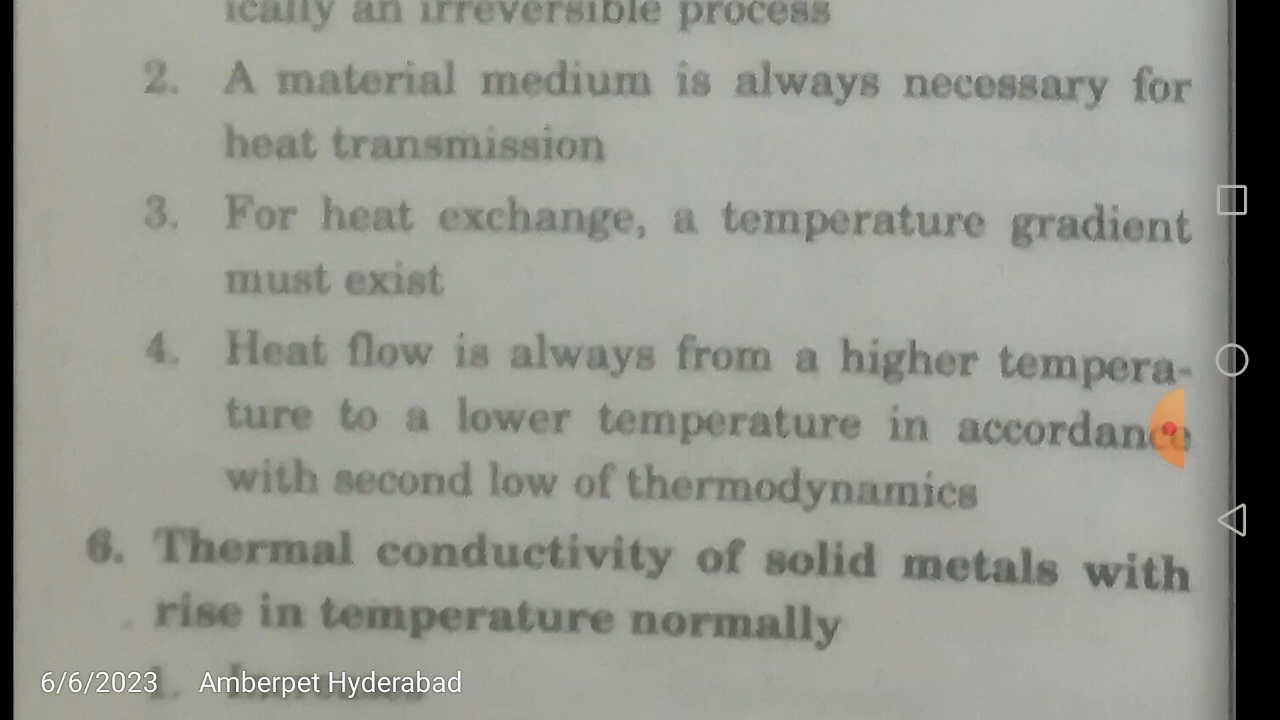 ically an irreversible process
2. A material medium is always necessary for
heat transmission
3. For heat exchange, a temperature gradient
must exist
4. Heat flow is always from a higher tempera-
ture to a lower temperature in accordance
with second low of thermodynamics
6. Thermal conductivity of solid metals with
rise in temperature normally
1.
6/6/2023 Amberpet Hyderabad